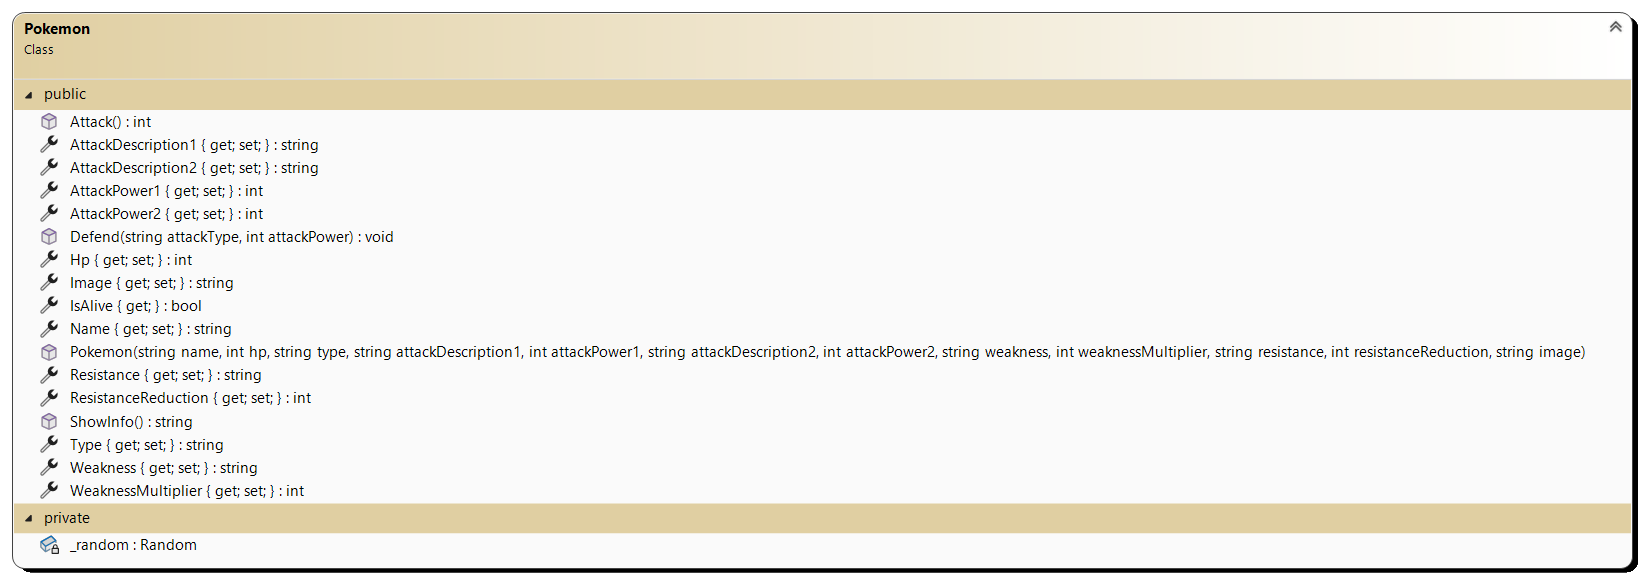 Pokemon
Class
public
Attack() : int
AttackDescription1 { get; set; } : string
AttackDescription2 { get; set; } : string
AttackPower1 { get; set; } : int
AttackPower2 { get; set; } : int
Defend(string attackType, int attackPower) : void
Hp { get; set; } : int
Image { get; set; } : string
IsAlive { get; } : bool
Name { get; set; } : string
Pokemon(string name, int hp, string type, string attackDescription1, int attackPower1, string attackDescription2, int attackPower2, string weakness, int weaknessMultiplier, string resistance, int resistanceReduction, string image)
Resistance { get; set; } : string
ResistanceReduction { get; set; } : int
ShowInfo() : string
Type { get; set; } : string
Weakness { get; set; } : string
WeaknessMultiplier { get; set; } : int
private
_random : Random